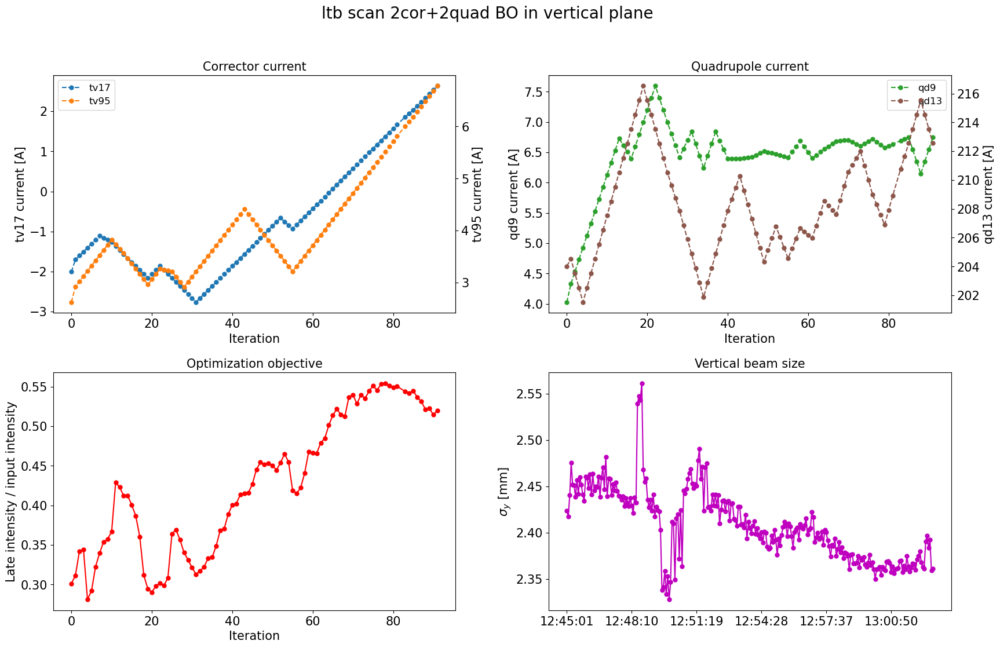 ltb scan 2cor+2quad BO in vertical plane
Corrector current
tv17
tv95
2
1
0
−1
−2
−3
tv17 current [A]
6
5
4
3
tv95 current [A]
0 20 40 60 80
Iteration
Quadrupole current
qd9
qd13
7.5
7.0
6.5
6.0
5.5
5.0
4.5
4.0
qd9 current [A]
216
214
212
210
208
206
204
202
qd13 current [A]
0 20 40 60 80
Iteration
Optimization objective
0.55
0.50
0.45
0.40
0.35
0.30
Late intensity / input intensity
0 20 40 60 80
Iteration
Vertical beam size
2.55
2.50
2.45
2.40
2.35
σy [mm]
12:45:01 12:48:10 12:51:19 12:54:28 12:57:37 13:00:50